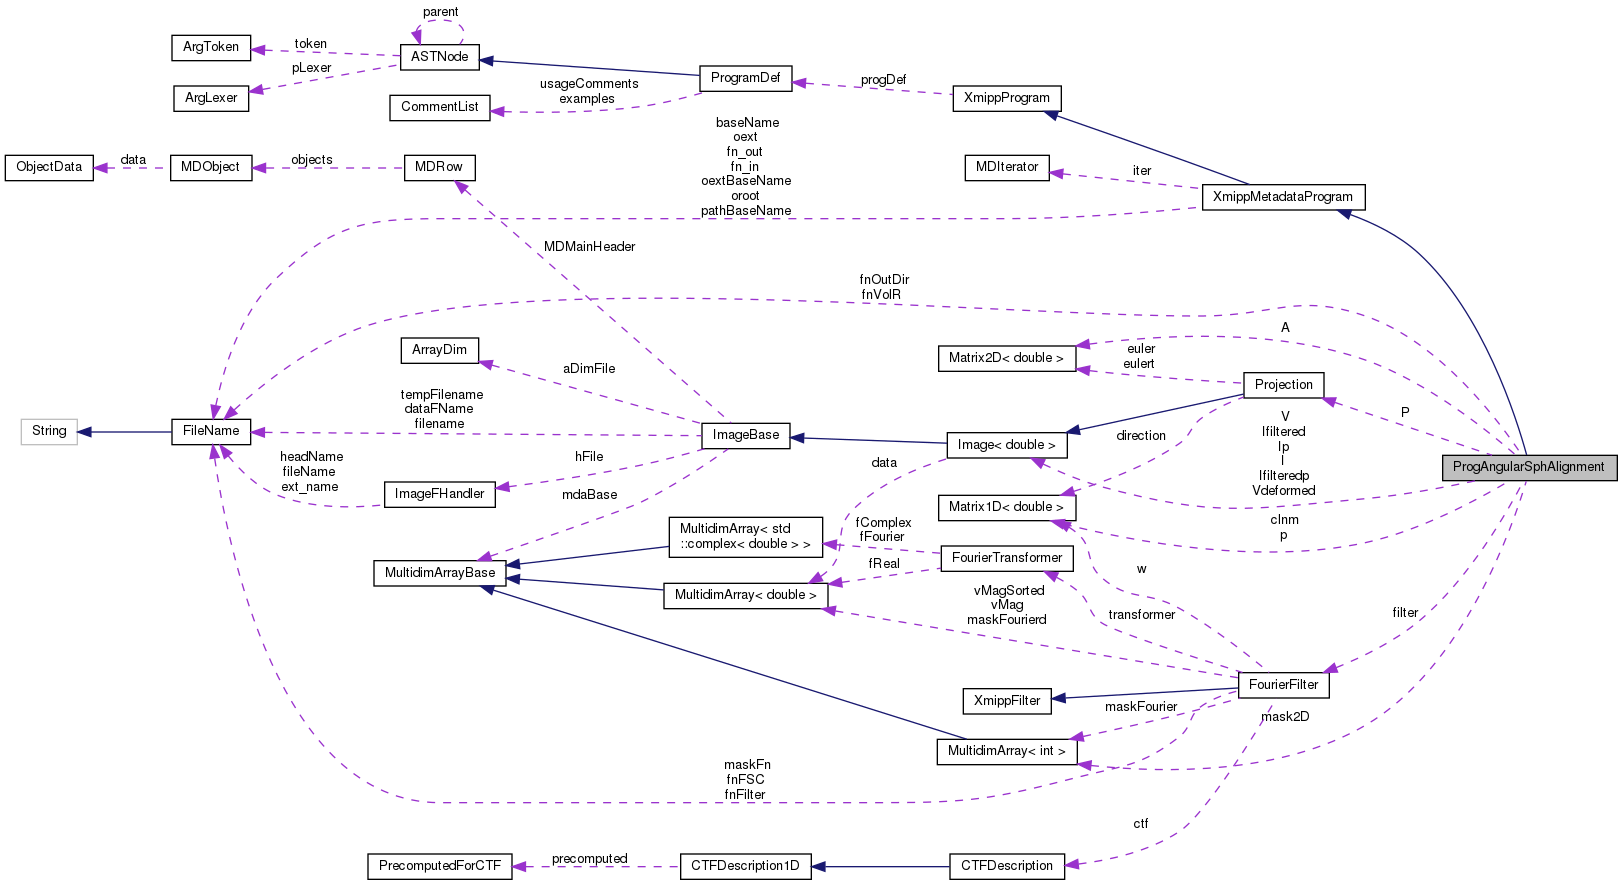 parent
ArgToken
token
ASTNode
pLexer
ArgLexer
ProgramDef
usageComments
examples
CommentList
progDef
XmippProgram
baseName
oext
fn_out
fn_in
oextBaseName
oroot
pathBaseName
ObjectData
data
MDObject
objects
MDRow
MDIterator
iter
XmippMetadataProgram
MDMainHeader
fnOutDir
fnVolR
A
ArrayDim
aDimFile
Matrix2D< double >
euler
eulert
Projection
P
tempFilename
dataFName
filename
String
FileName
ImageBase
Image< double >
direction
V
Ifiltered
Ip
I
Ifilteredp
Vdeformed
ProgAngularSphAlignment
headName
fileName
ext_name
hFile
ImageFHandler
data
mdaBase
Matrix1D< double >
clnm
p
MultidimArray< std
::complex< double > >
fComplex
fFourier
FourierTransformer
fReal
w
MultidimArrayBase
MultidimArray< double >
vMagSorted
vMag
maskFourierd
transformer
filter
FourierFilter
XmippFilter
maskFourier
mask2D
MultidimArray< int >
maskFn
fnFSC
fnFilter
ctf
PrecomputedForCTF
precomputed
CTFDescription1D
CTFDescription